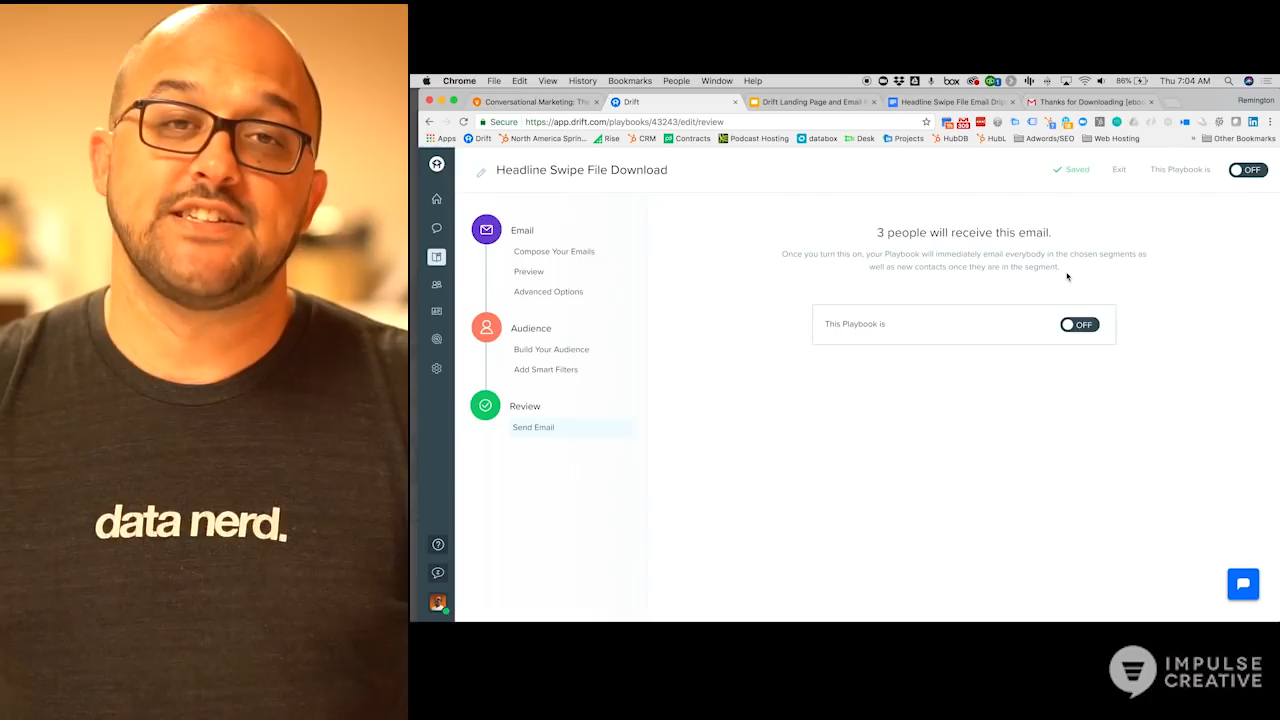 data nerd.
Chrome File Edit View History Bookmarks People Window Help
box
86%
Thu 7:04 AM
Conversational Marketing: The
Drift
Drift Landing Page and Email
Headline Swipe File Email Drip
Thanks for Downloading [eboo
Remington
Secure https://app.drift.com/playbooks/43243/edit/review
Apps Drift North America Sprin... Rise CRM Contracts Podcast Hosting databox Desk Projects HubDB HubL Adwords/SEO Web Hosting » Other Bookmarks
Headline Swipe File Download
Saved
Exit
This Playbook is
OFF
Email
Compose Your Emails
Preview
Advanced Options
Audience
Build Your Audience
Add Smart Filters
Review
Send Email
3 people will receive this email.
Once you turn this on, your Playbook will immediately email everybody in the chosen segments as
well as new contacts once they are in the segment.
This Playbook is
OFF
IMPULSE
CREATIVE